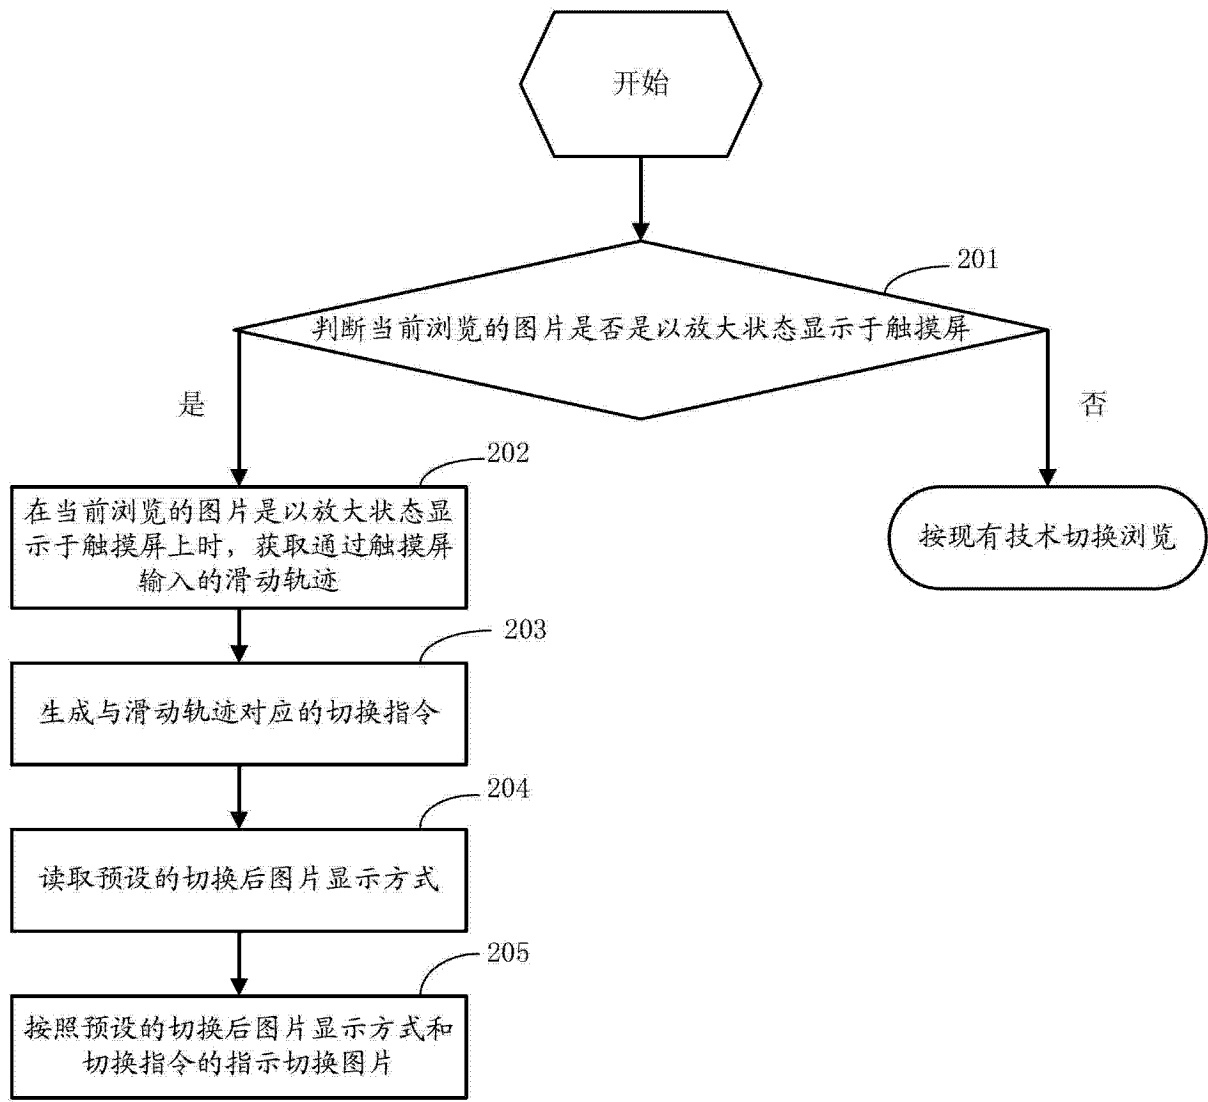 开始
201
判断当前浏览的图片是否是以放大状态显示于触摸屏
是
否
202
在当前浏览的图片是以放大状态显
示于触摸屏上时，获取通过触摸屏
输入的滑动轨迹
按现有技术切换浏览
203
生成与滑动轨迹对应的切换指令
204
读取预设的切换后图片显示方式
205
按照预设的切换后图片显示方式和
切换指令的指示切换图片